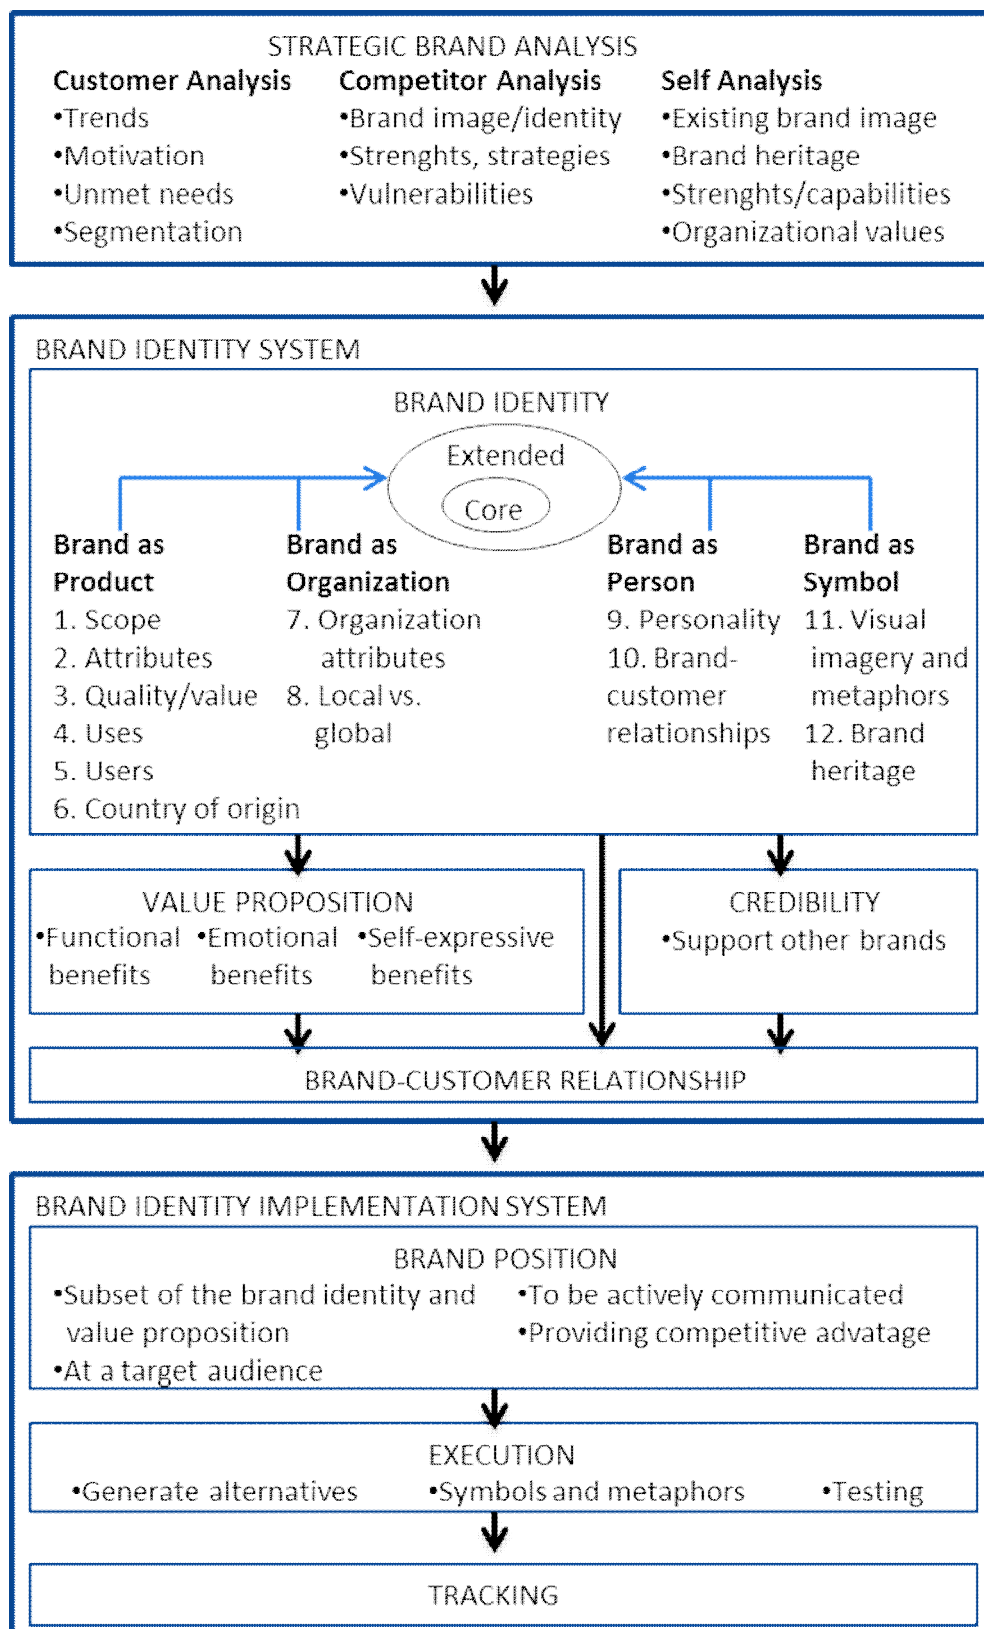 STRATEGIC BRAND ANALYSIS
Customer Analysis
•Trends
•Motivation
•Unmet needs
•Segmentation
Competitor Analysis
•Brand image/identity
•Strenghts, strategies
•Vulnerabilities
Self Analysis
•Existing brand image
•Brand heritage
•Strenghts/capabilities
•Organizational values
BRAND IDENTITY SYSTEM
BRAND IDENTITY
Extended
Core
Brand as
Product
1. Scope
2. Attributes
3. Quality/value
4. Uses
5. Users
6. Country of origin
Brand as
Organization
7. Organization
attributes
8. Local vs.
global
Brand as
Person
9. Personality
10. Brand-
customer
relationships
Brand as
Symbol
11. Visual
imagery and
metaphors
12. Brand
heritage
VALUE PROPOSITION
•Functional
benefits
•Emotional
benefits
•Self-expressive
benefits
CREDIBILITY
•Support other brands
BRAND-CUSTOMER RELATIONSHIP
BRAND IDENTITY IMPLEMENTATION SYSTEM
BRAND POSITION
•Subset of the brand identity and
value proposition
•At a target audience
•To be actively communicated
•Providing competitive advatage
EXECUTION
•Generate alternatives
•Symbols and metaphors
•Testing
TRACKING